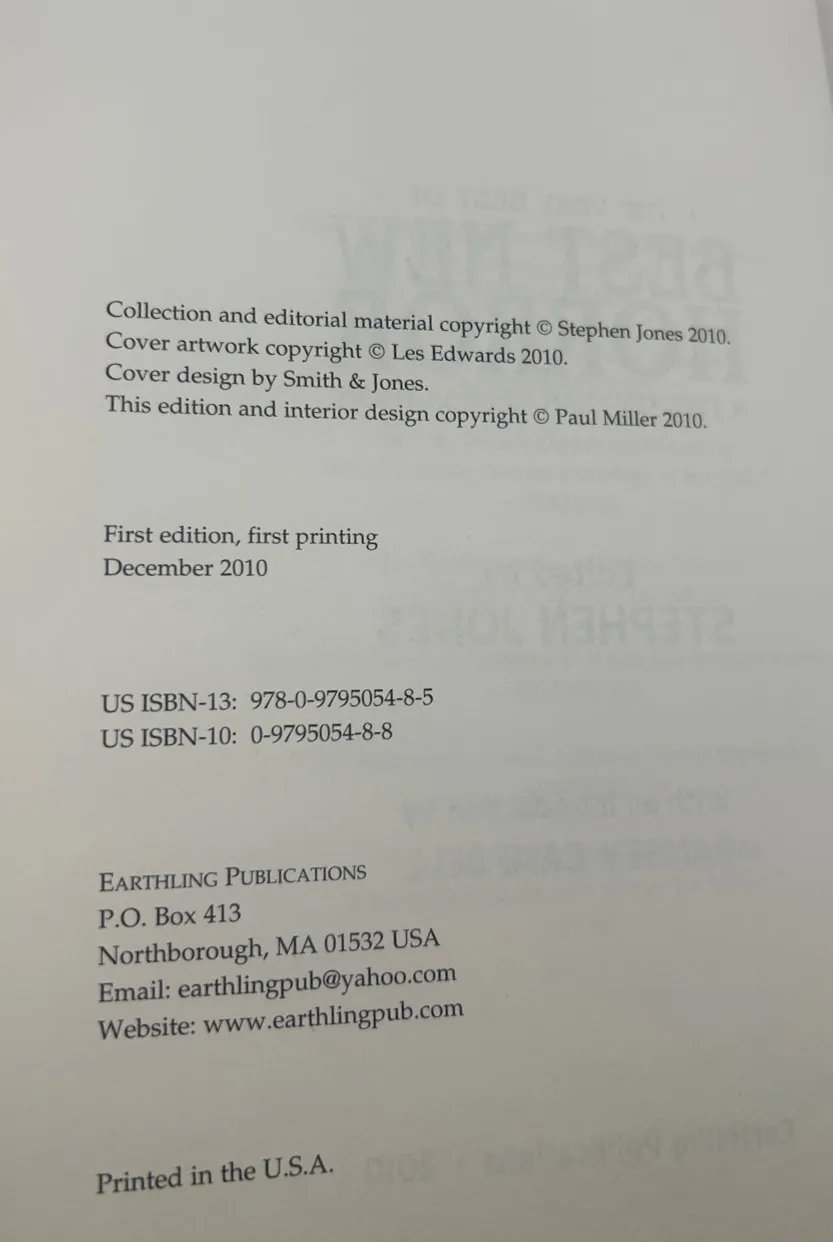 Collection and editorial material copyright © Stephen Jones 2010.
Cover artwork copyright © Les Edwards 2010.
Cover design by Smith & Jones.
This edition and interior design copyright © Paul Miller 2010.
First edition, first printing
December 2010
US ISBN-13: 978-0-9795054-8-5
US ISBN-10: 0-9795054-8-8
EARTHLING PUBLICATIONS
P.O. Box 413
Northborough, MA 01532 USA
Email: earthlingpub@yahoo.com
Website: www.earthlingpub.com
Printed in the U.S.A.